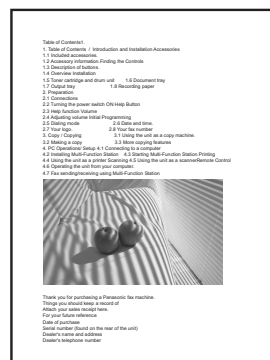 Table of Contents1.
1. Table of Contents / Introduction and Installation Accessories
1.1 Included accessories.
1.2 Accessory information.Finding the Controls
1.3 Description of buttons.
1.4 Overview Installation
1.5 Toner cartridge and drum unit 1.6 Document tray
1.7 Output tray 1.8 Recording paper
2. Preparation
2.1 Connections
2.2 Turning the power switch ON Help Button
2.3 Help function Volume
2.4 Adjusting volume Initial Programming
2.5 Dialing mode 2.6 Date and time.
2.7 Your logo. 2.8 Your fax number
3. Copy / Copying 3.1 Using the unit as a copy machine.
3.2 Making a copy 3.3 More copying features
4. PC Operations/ Setup 4.1 Connecting to a computer
4.2 Installing Multi-Function Station 4.3 Starting Multi-Function Station Printing
4.4 Using the unit as a printer Scanning 4.5 Using the unit as a scannerRemote Control
4.6 Operating the unit from your computer.
4.7 Fax sending/receiving using Multi-Function Station
Thank you for purchasing a Panasonic fax machine.
Things you should keep a record of
Attach your sales receipt here.
For your future reference
Date of purchase
Serial number (found on the rear of the unit)
Dealer's name and address
Dealer's telephone number